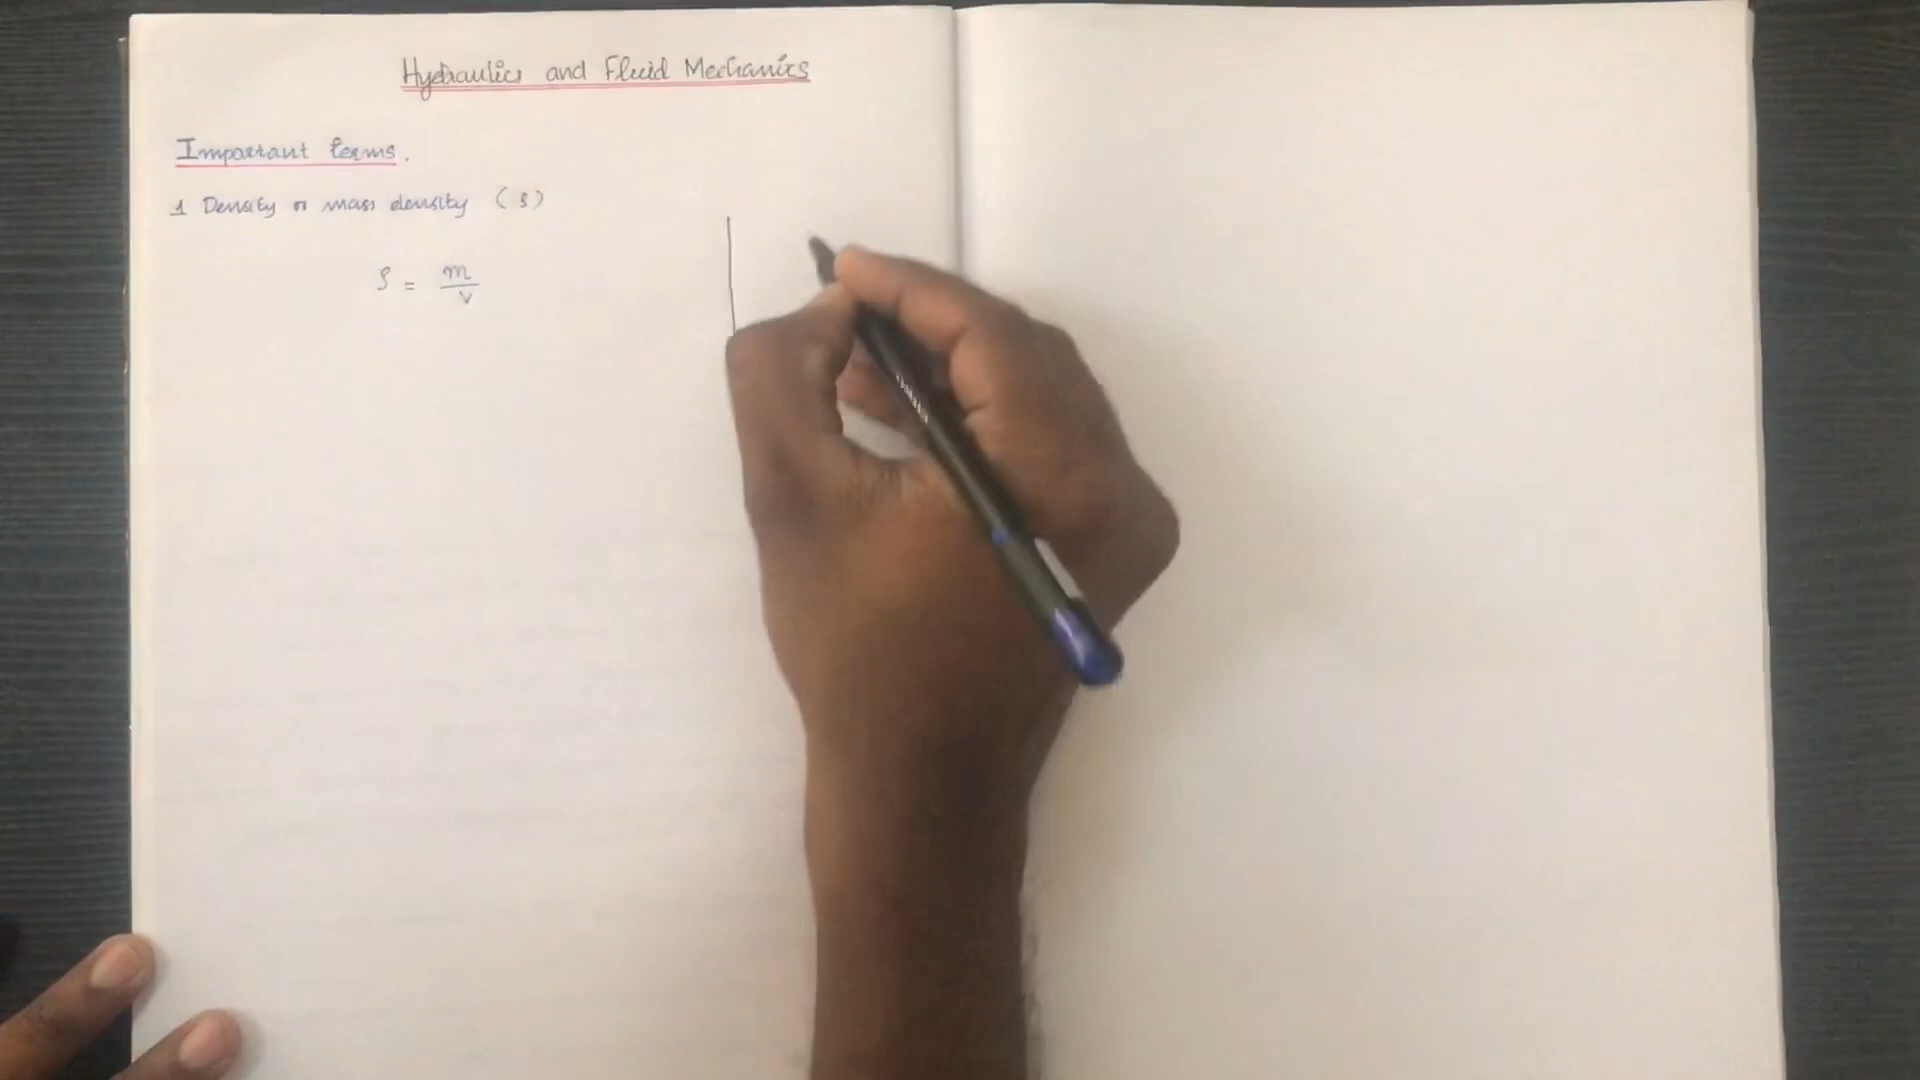 Hydraulics and Fluid Mechanics
Important terms.
1 Density or mass density (ρ)
ρ = m/v